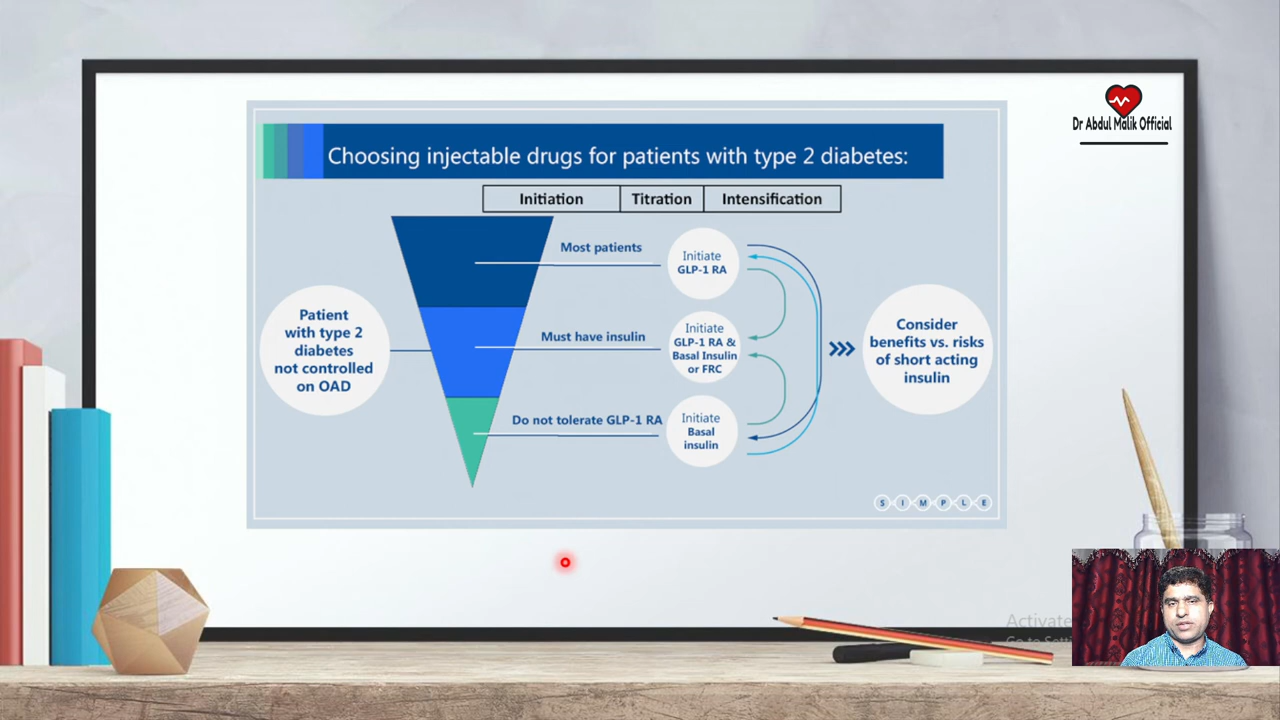 Dr Abdul Malik Official
Choosing injectable drugs for patients with type 2 diabetes:
Initiation
Titration
Intensification
Patient
with type 2
diabetes
not controlled
on OAD
Most patients
Initiate
GLP-1 RA
Must have insulin
Initiate
GLP-1 RA &
Basal Insulin
or FRC
Do not tolerate GLP-1 RA
Initiate
Basal
insulin
Consider
benefits vs. risks
of short acting
insulin
S I M P L E
Activate
Go to